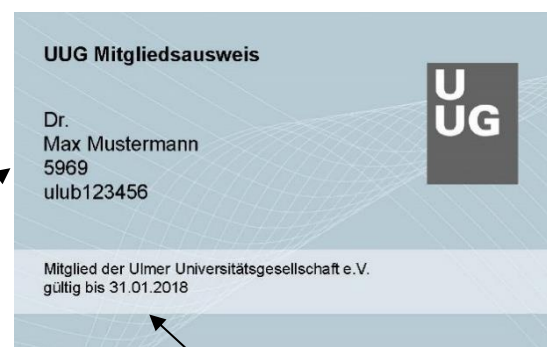 UUG Mitgliedsausweis
U
UG
Dr.
Max Mustermann
5969
ulub123456
Mitglied der Ulmer Universitätsgesellschaft e.V.
gültig bis 31.01.2018